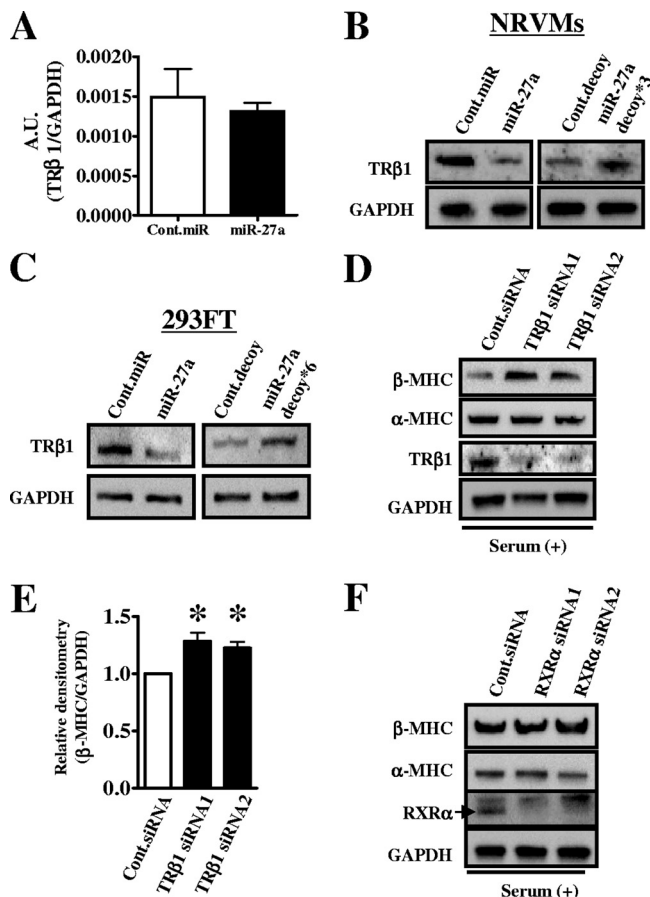 A
A.U.
(TRβ 1/GAPDH)
0.0020
0.0015
0.0010
0.0005
0.0000
Cont.miR
miR-27a
B
NRVMs
Cont.miR
miR-27a
Cont.decoy
miR-27a
decoy*3
TRβ1
GAPDH
C
293FT
Cont.miR
miR-27a
Cont.decoy
miR-27a
decoy*6
TRβ1
GAPDH
D
Cont.siRNA
TRβ1 siRNA1
TRβ1 siRNA2
β-MHC
α-MHC
TRβ1
GAPDH
Serum (+)
E
Relative densitometry
(β-MHC/GAPDH)
1.5
1.0
0.5
0.0
* *
Cont.siRNA
TRβ1 siRNA1
TRβ1 siRNA2
F
Cont.siRNA
RXRα siRNA1
RXRα siRNA2
β-MHC
α-MHC
RXRα
GAPDH
Serum (+)